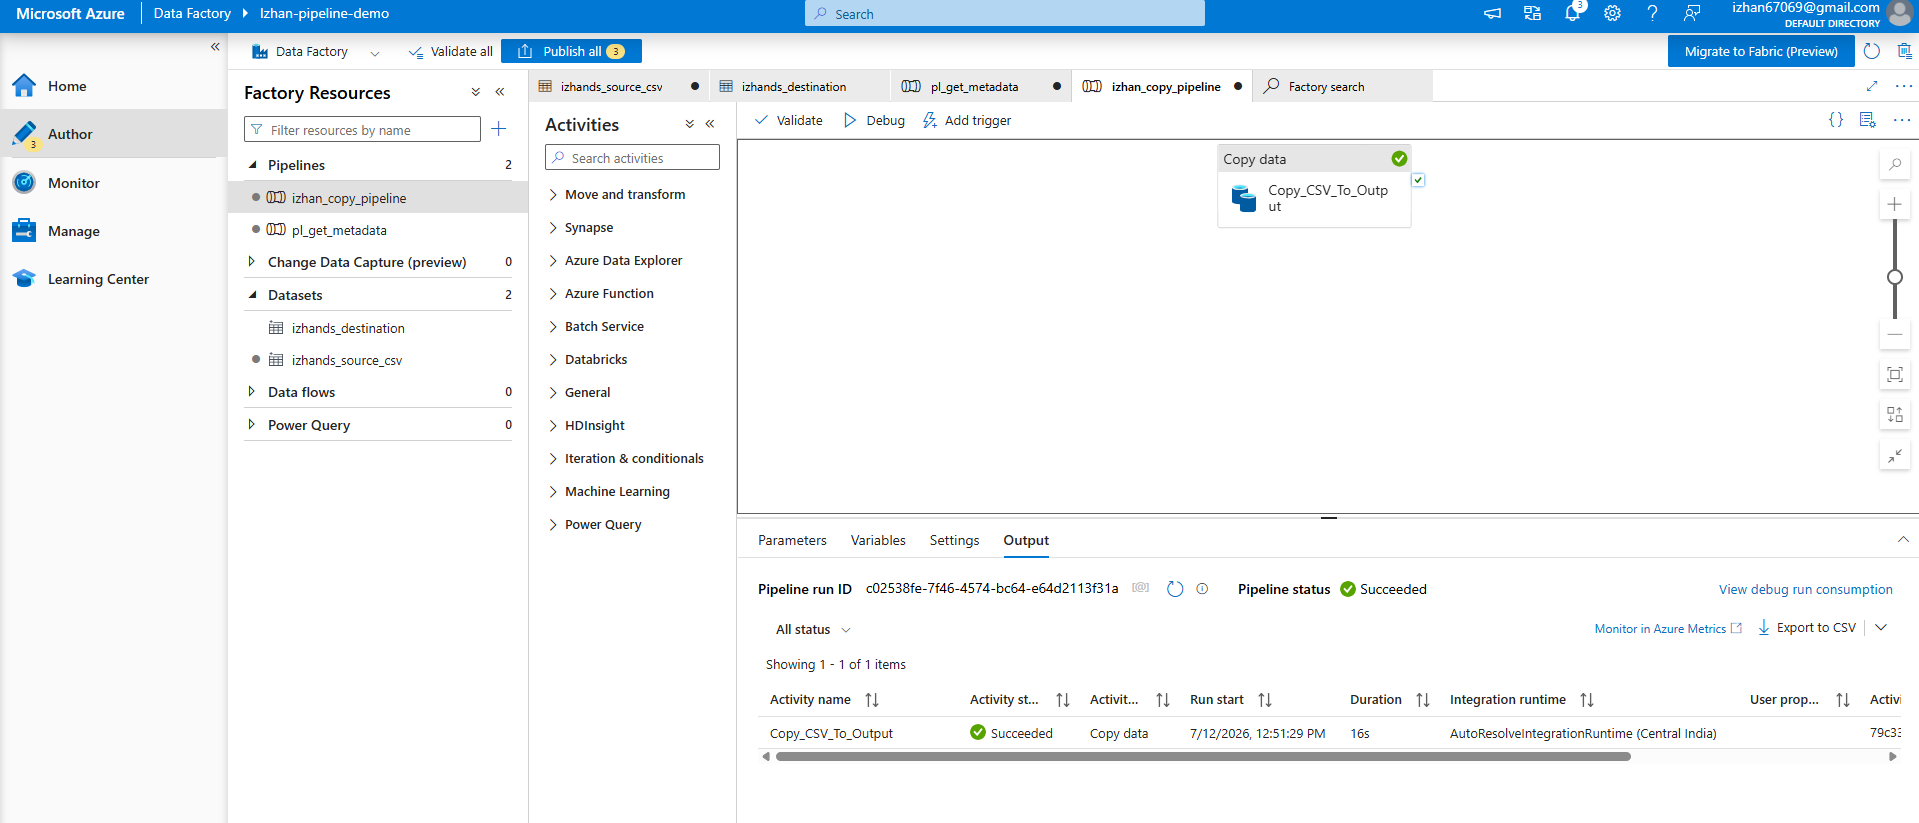 Microsoft Azure
Data Factory
Izhan-pipeline-demo
Search
3
izhan67069@gmail.com
DEFAULT DIRECTORY
Home
Author
3
Monitor
Manage
Learning Center
Data Factory
Validate all
Publish all 3
Migrate to Fabric (Preview)
Factory Resources
Filter resources by name
Pipelines 2
izhan_copy_pipeline
pl_get_metadata
Change Data Capture (preview) 0
Datasets 2
izhands_destination
izhands_source_csv
Data flows 0
Power Query 0
izhands_source_csv
izhands_destination
pl_get_metadata
izhan_copy_pipeline
Factory search
Activities
Search activities
Move and transform
Synapse
Azure Data Explorer
Azure Function
Batch Service
Databricks
General
HDInsight
Iteration & conditionals
Machine Learning
Power Query
Validate
Debug
Add trigger
{}
Copy data
Copy_CSV_To_Outp
ut
Parameters
Variables
Settings
Output
Pipeline run ID c02538fe-7f46-4574-bc64-e64d2113f31a [@]
Pipeline status Succeeded
View debug run consumption
All status
Monitor in Azure Metrics
Export to CSV
Showing 1 - 1 of 1 items
Activity name Activity st... Activit... Run start Duration Integration runtime User prop... Activi
Copy_CSV_To_Output Succeeded Copy data 7/12/2026, 12:51:29 PM 16s AutoResolveIntegrationRuntime (Central India) 79c33